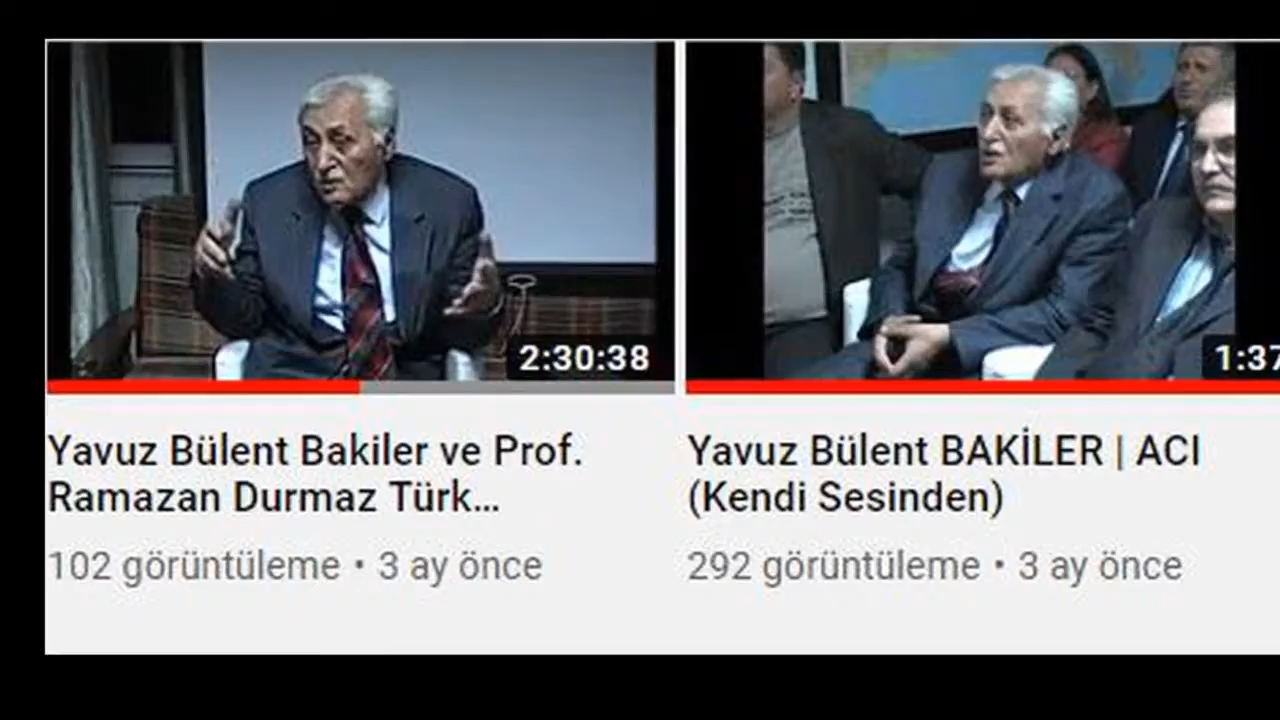 2:30:38
Yavuz Bülent Bakiler ve Prof.
Ramazan Durmaz Türk...
102 görüntüleme • 3 ay önce
1:37
Yavuz Bülent BAKİLER | ACI
(Kendi Sesinden)
292 görüntüleme • 3 ay önce